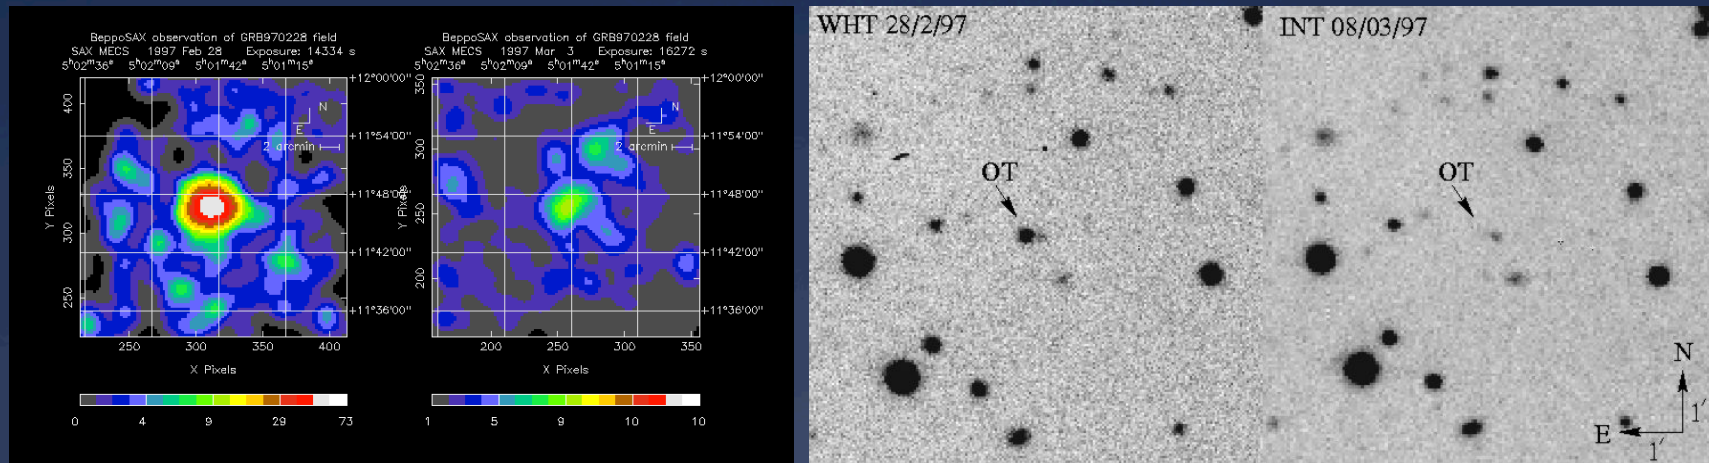 BeppoSAX observation of GRB970228 field
SAX MECS 1997 Feb 28 Exposure: 14334 s
5ʰ02ᵐ36ˢ 5ʰ02ᵐ09ˢ 5ʰ01ᵐ42ˢ 5ʰ01ᵐ15ˢ
+12°00'00"
+11°54'00"
+11°48'00"
+11°42'00"
+11°36'00"
N
E
2 arcmin
400
350
300
250
Y Pixels
250 300 350 400
X Pixels
0 4 9 29 73
BeppoSAX observation of GRB970228 field
SAX MECS 1997 Mar 3 Exposure: 16272 s
5ʰ02ᵐ36ˢ 5ʰ02ᵐ09ˢ 5ʰ01ᵐ42ˢ 5ʰ01ᵐ15ˢ
+12°00'00"
+11°54'00"
+11°48'00"
+11°42'00"
+11°36'00"
N
E
2 arcmin
350
300
250
200
Y Pixels
200 250 300 350
X Pixels
1 5 9 10 10
WHT 28/2/97
OT
INT 08/03/97
OT
N
E
1'
1'